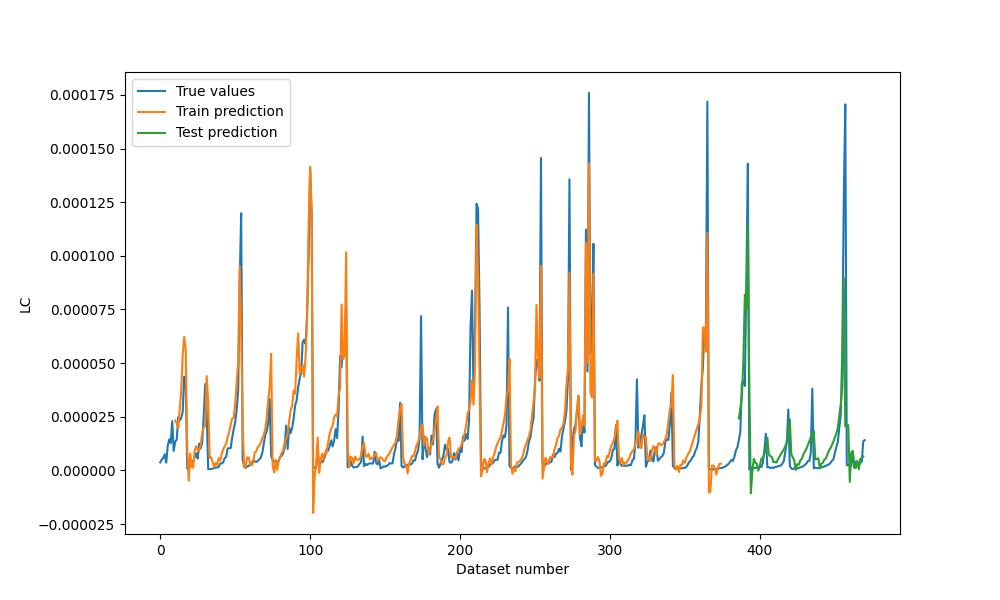 True values
Train prediction
Test prediction
0.000175
0.000150
0.000125
0.000100
0.000075
0.000050
0.000025
0.000000
−0.000025
LC
0 100 200 300 400
Dataset number